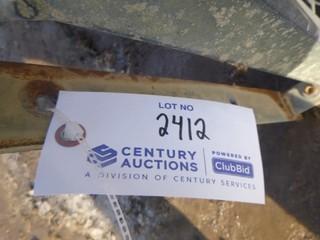 LOT NO
2412
CENTURY
AUCTIONS
POWERED BY
ClubBid
A DIVISION OF CENTURY SERVICES